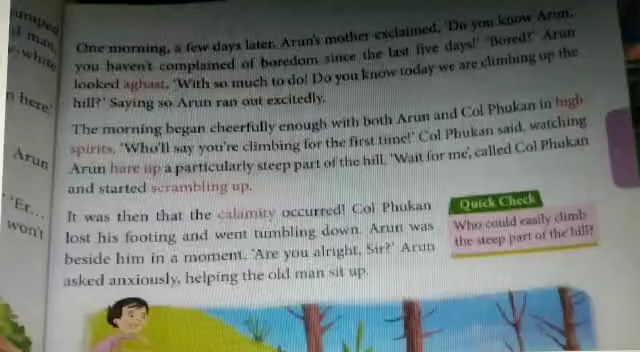 umped
man,
white
n here.'
Arun
'Er...
won't
One morning, a few days later, Arun's mother exclaimed, 'Do you know Arun,
you haven't complained of boredom since the last five days!' 'Bored?' Arun
looked aghast, 'With so much to do! Do you know today we are climbing up the
hill?' Saying so Arun ran out excitedly.
The morning began cheerfully enough with both Arun and Col Phukan in high
spirits. 'Who'll say you're climbing for the first time!' Col Phukan said, watching
Arun hare up a particularly steep part of the hill. 'Wait for me', called Col Phukan
and started scrambling up.
It was then that the calamity occurred! Col Phukan
lost his footing and went tumbling down. Arun was
beside him in a moment. 'Are you alright, Sir?' Arun
asked anxiously, helping the old man sit up.
Quick Check
Who could easily climb
the steep part of the hill?